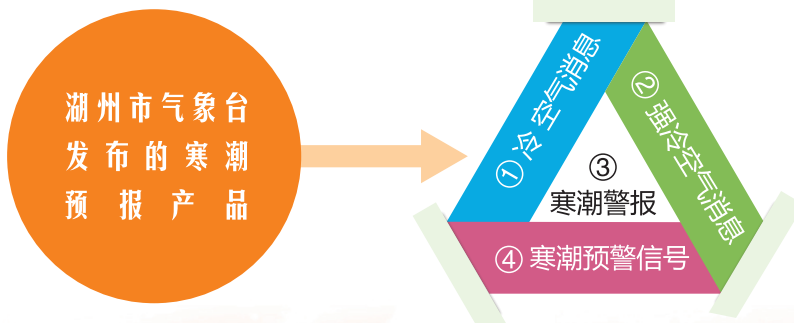 湖州市气象台
发布的寒潮
预报产品
①冷空气消息
②强冷空气消息
③
寒潮警报
④寒潮预警信号